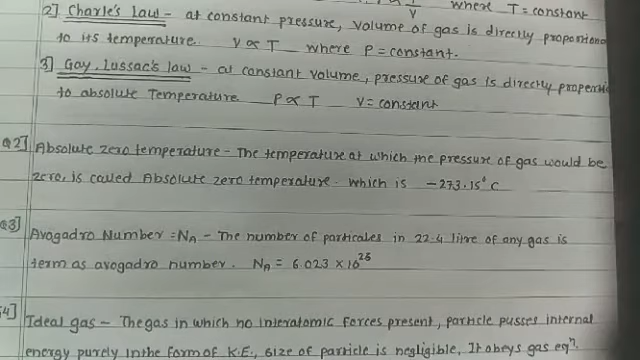 ∝ 1/V where T = constant
2] Charle's law - at constant pressure, volume of gas is directly proportiona
to its temperature. V ∝ T where P = constant.
3] Gay. Lussac's law - at constant volume, pressure of gas is directly proportio
to absolute Temperature P ∝ T V = constant
Q2] Absolute zero temperature - The temperature at which the pressure of gas would be
zero, is called Absolute zero temperature. which is -273.15°C
Q3] Avogadro Number = NA - The number of particales in 22.4 litre of any gas is
term as avogadro number. NA = 6.023 × 10²⁶
4] Ideal gas - The gas in which no interatomic forces present, particle pusses internal
energy purely in the form of K.E., size of particle is negligible. It obeys gas eqⁿ.